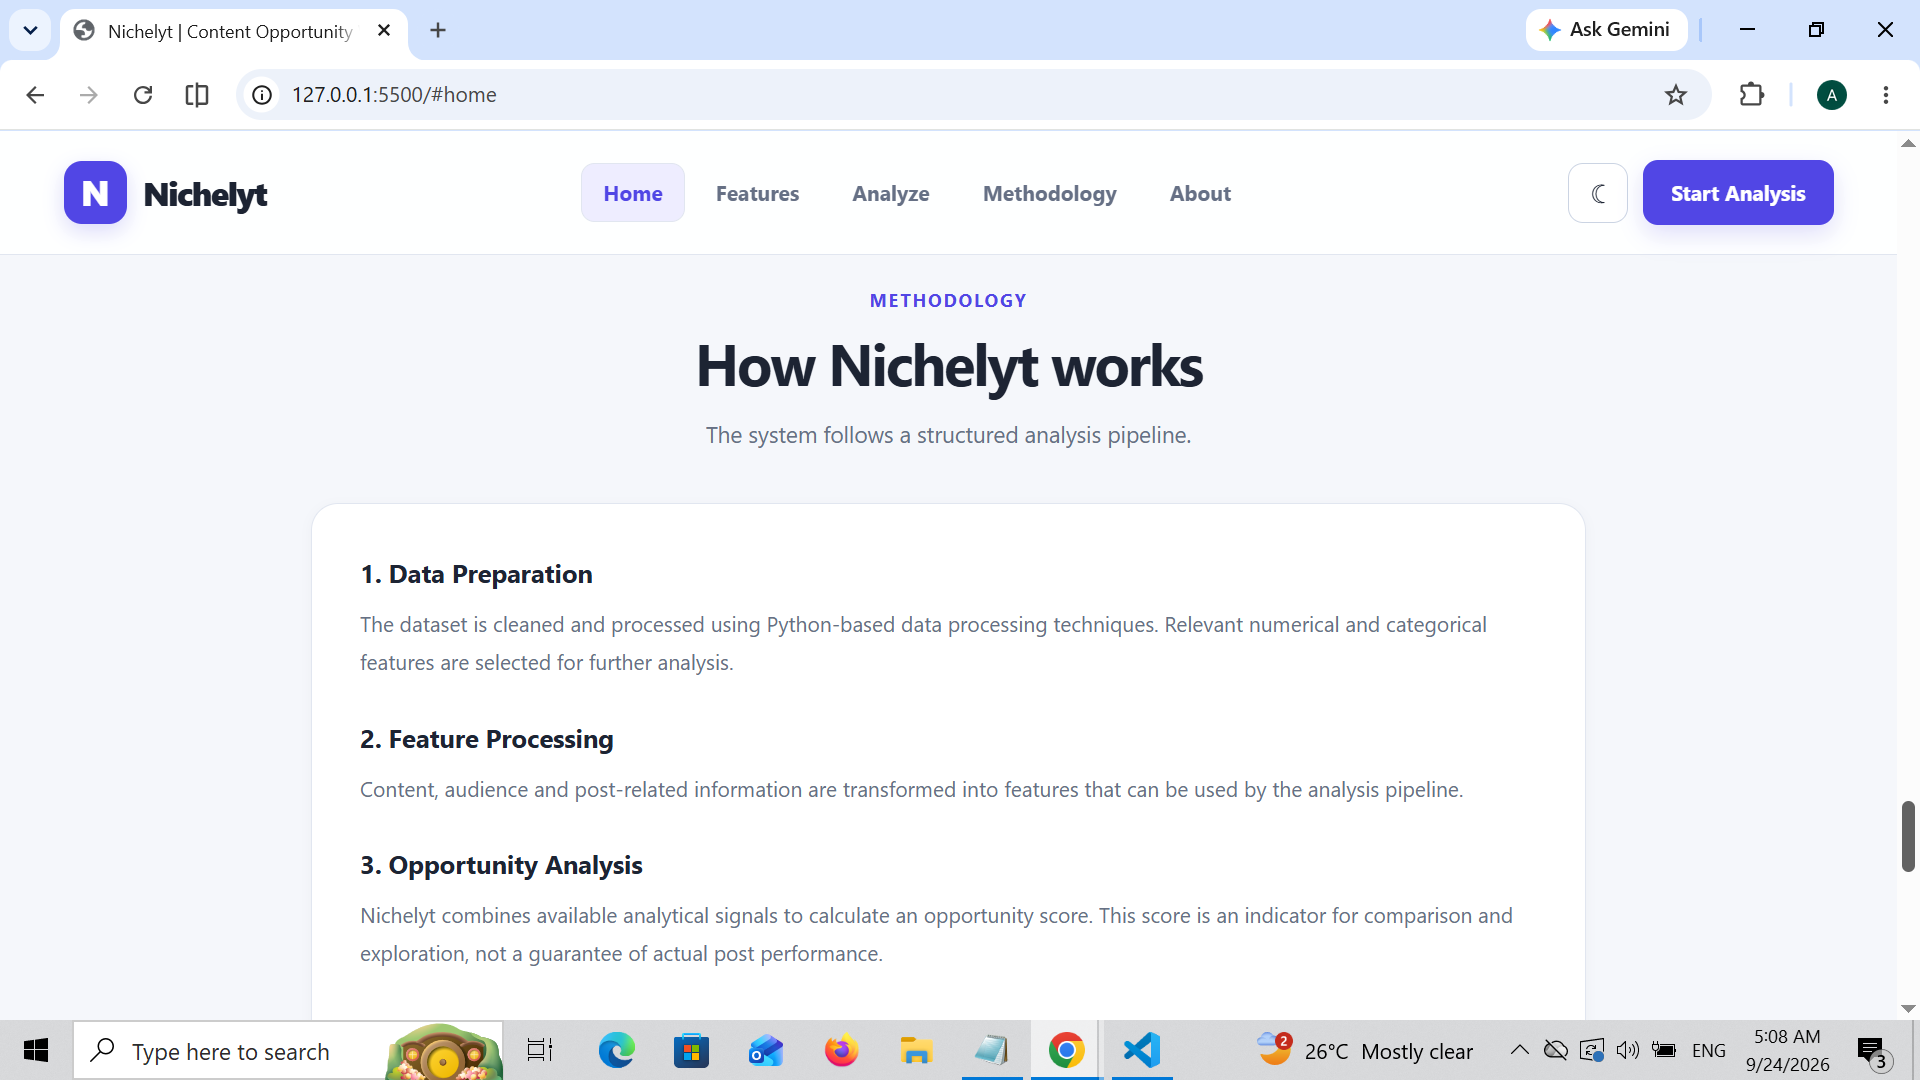 Nichelyt | Content Opportunity
Ask Gemini
127.0.0.1:5500/#home
A
N
Nichelyt
Home
Features
Analyze
Methodology
About
Start Analysis
METHODOLOGY
How Nichelyt works
The system follows a structured analysis pipeline.
1. Data Preparation
The dataset is cleaned and processed using Python-based data processing techniques. Relevant numerical and categorical
features are selected for further analysis.
2. Feature Processing
Content, audience and post-related information are transformed into features that can be used by the analysis pipeline.
3. Opportunity Analysis
Nichelyt combines available analytical signals to calculate an opportunity score. This score is an indicator for comparison and
exploration, not a guarantee of actual post performance.
Type here to search
2
26°C Mostly clear
ENG
5:08 AM
9/24/2026
3